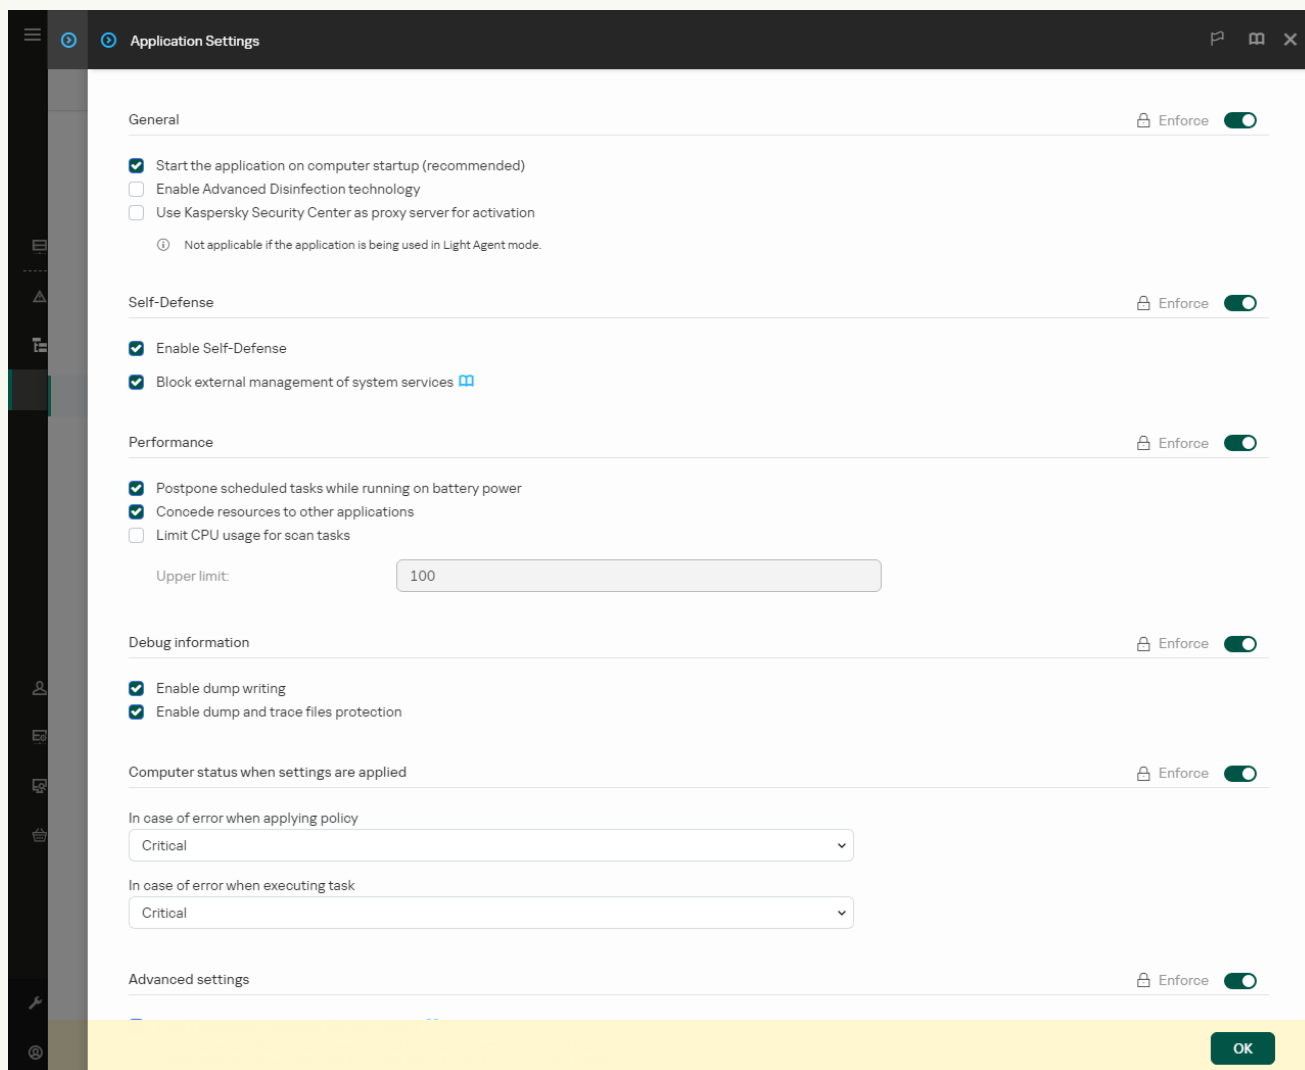 Application Settings
General
Enforce
Start the application on computer startup (recommended)
Enable Advanced Disinfection technology
Use Kaspersky Security Center as proxy server for activation
Not applicable if the application is being used in Light Agent mode.
Self-Defense
Enforce
Enable Self-Defense
Block external management of system services
Performance
Enforce
Postpone scheduled tasks while running on battery power
Concede resources to other applications
Limit CPU usage for scan tasks
Upper limit:
100
Debug information
Enforce
Enable dump writing
Enable dump and trace files protection
Computer status when settings are applied
Enforce
In case of error when applying policy
Critical
In case of error when executing task
Critical
Advanced settings
Enforce
OK